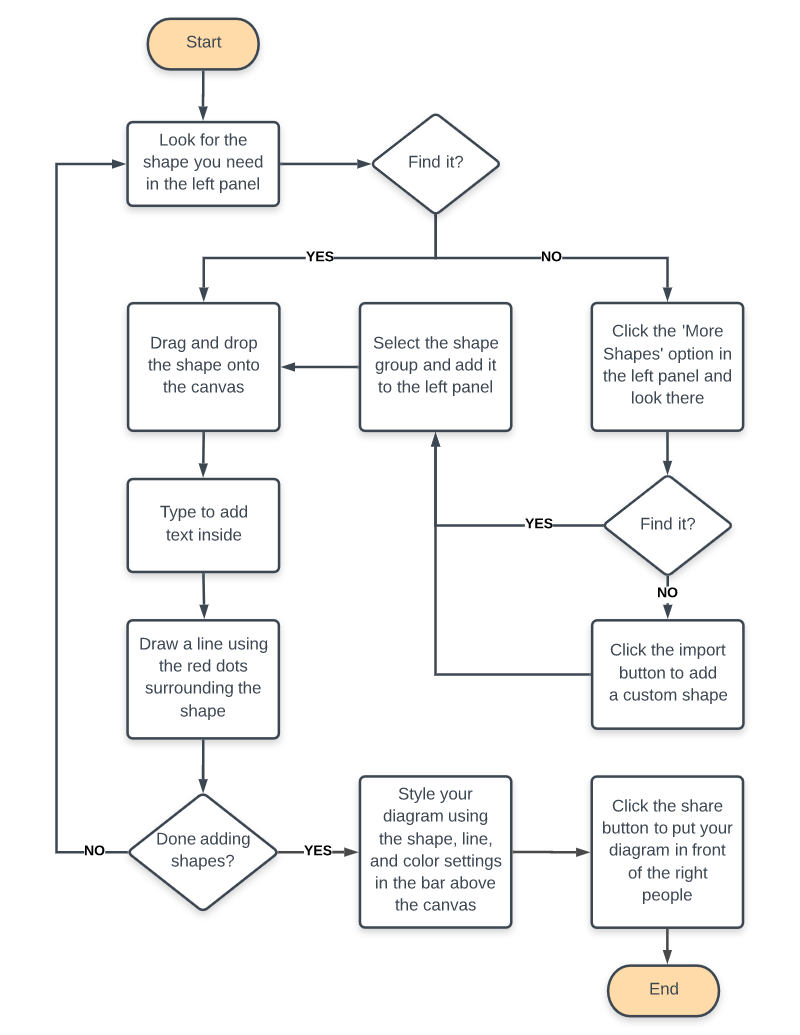 Start
Look for the
shape you need
in the left panel
Find it?
YES
NO
Drag and drop
the shape onto
the canvas
Select the shape
group and add it
to the left panel
Click the 'More
Shapes' option in
the left panel and
look there
Type to add
text inside
YES
Find it?
NO
Draw a line using
the red dots
surrounding the
shape
Click the import
button to add
a custom shape
NO
Done adding
shapes?
YES
Style your
diagram using
the shape, line,
and color settings
in the bar above
the canvas
Click the share
button to put your
diagram in front
of the right
people
End